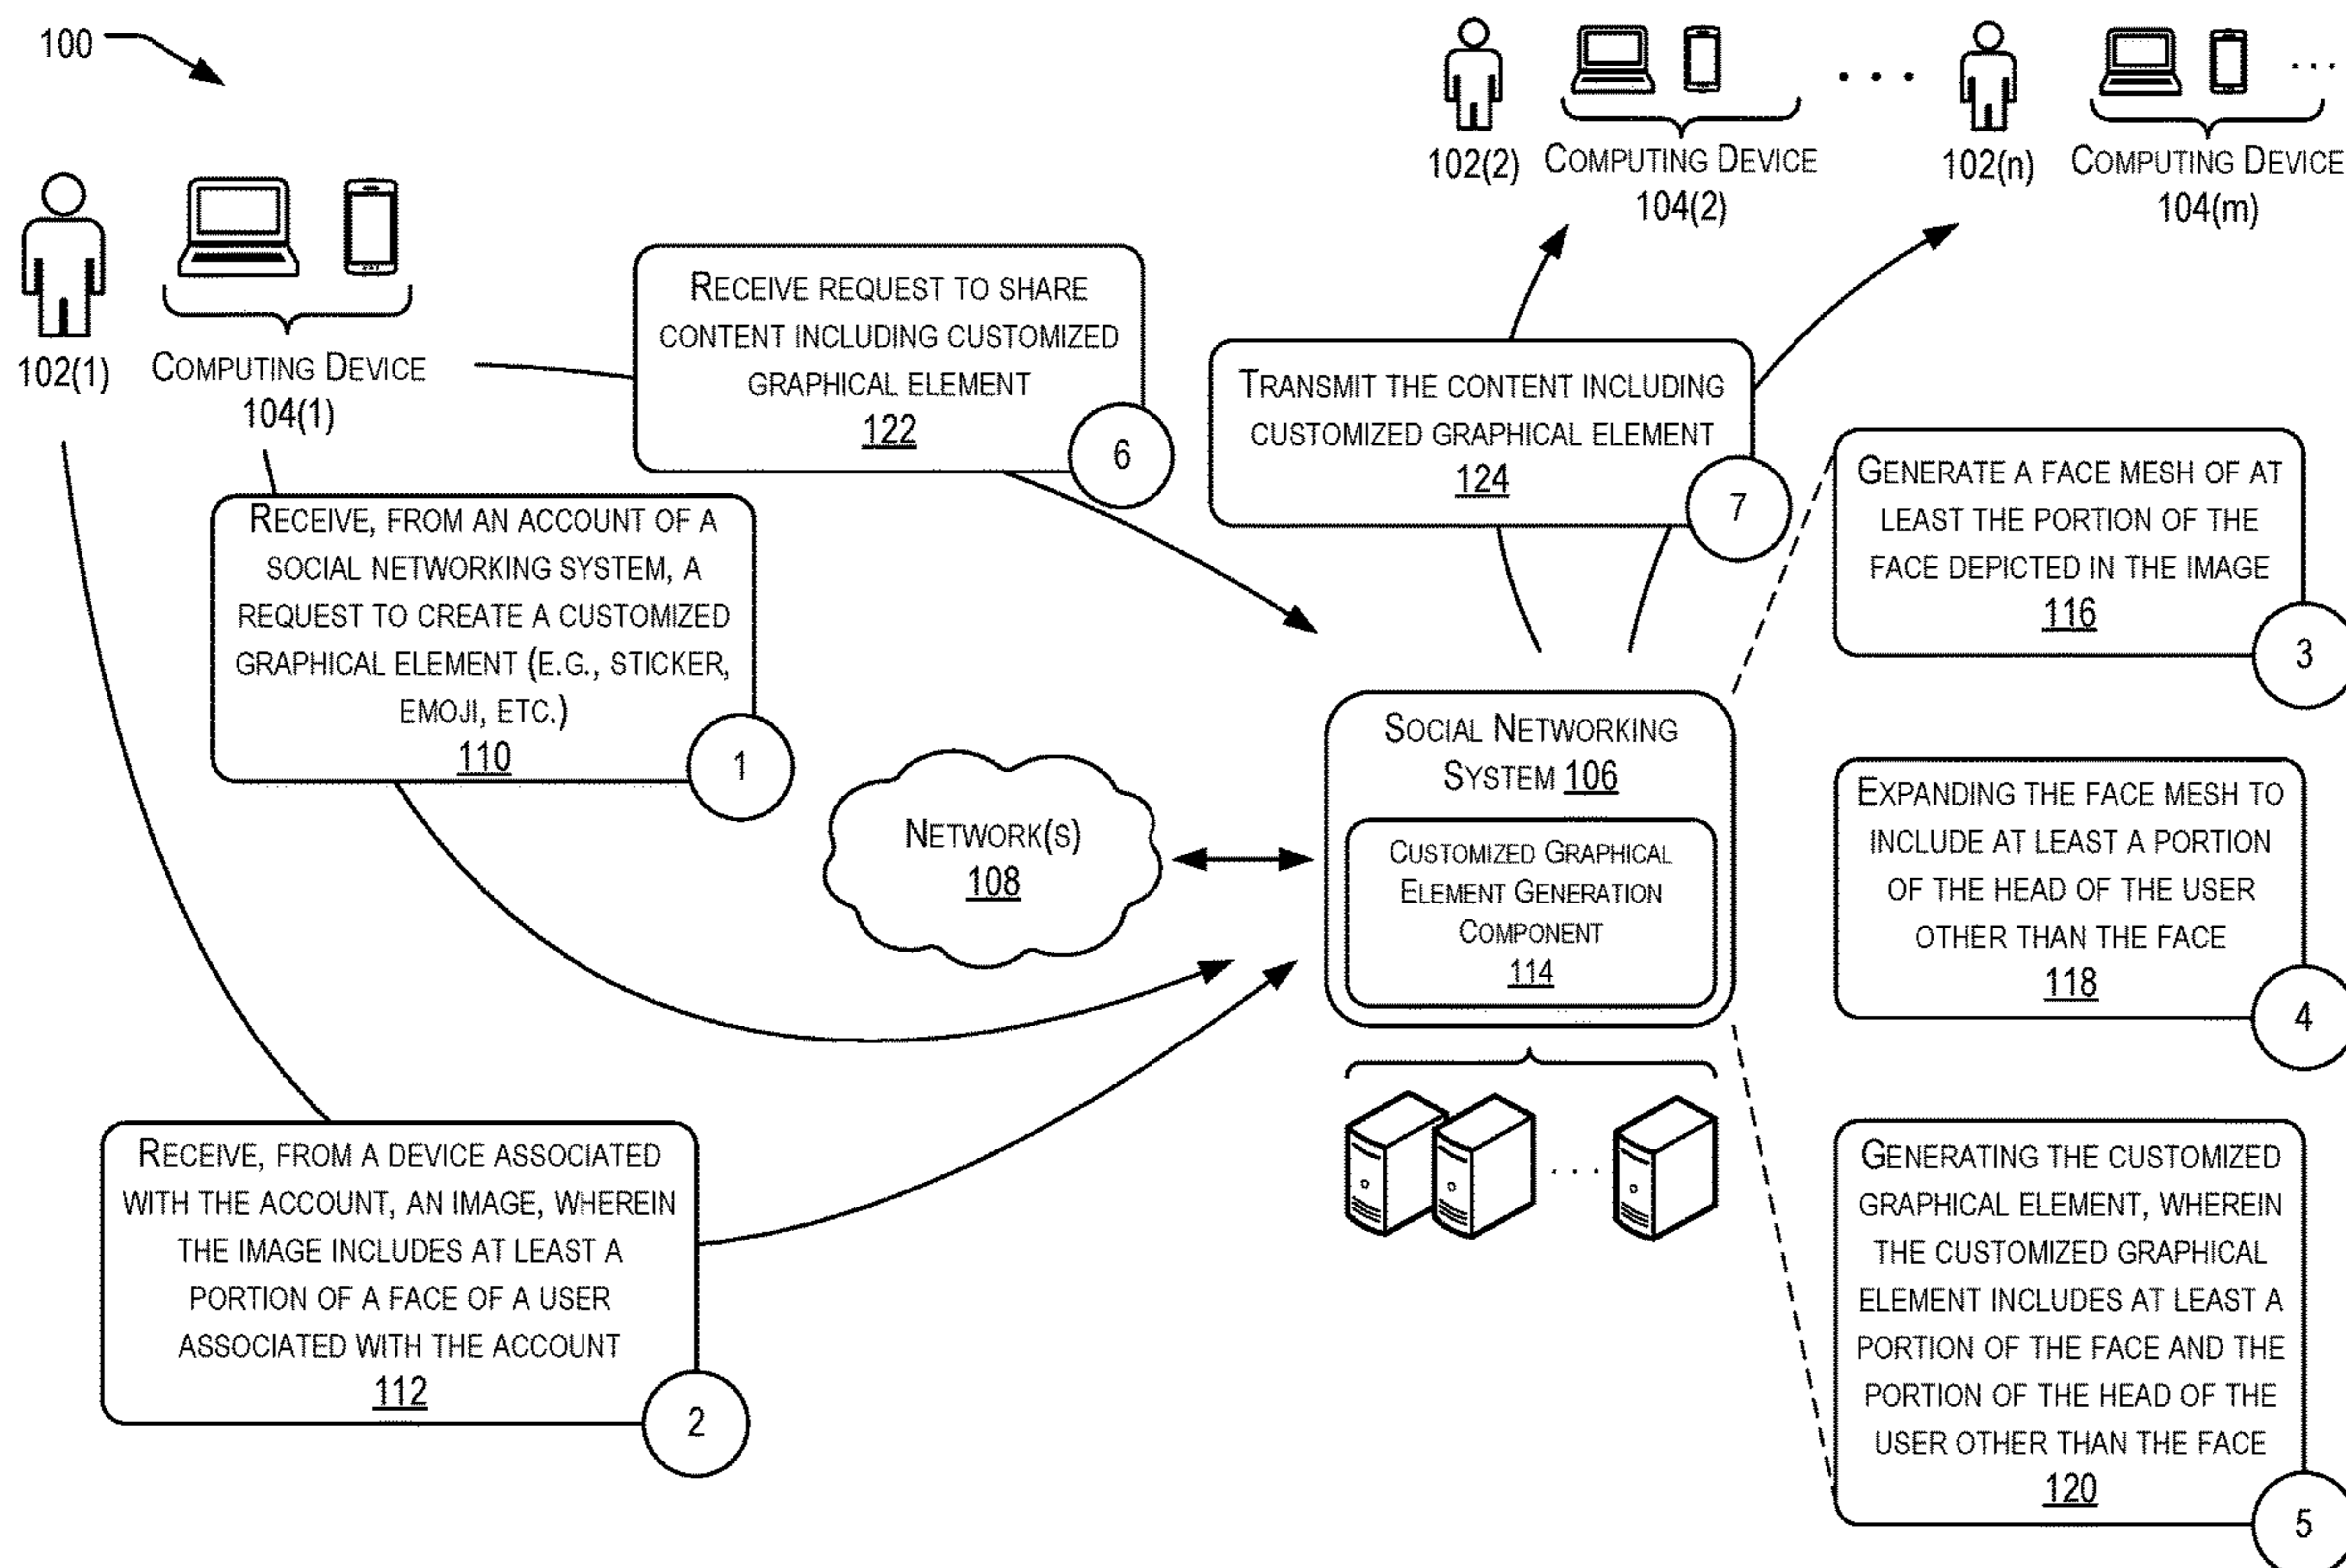 100
102(1)
COMPUTING DEVICE
104(1)
102(2)
COMPUTING DEVICE
104(2)
. . .
102(n)
COMPUTING DEVICE
104(m)
...
RECEIVE REQUEST TO SHARE
CONTENT INCLUDING CUSTOMIZED
GRAPHICAL ELEMENT
122
6
TRANSMIT THE CONTENT INCLUDING
CUSTOMIZED GRAPHICAL ELEMENT
124
7
RECEIVE, FROM AN ACCOUNT OF A
SOCIAL NETWORKING SYSTEM, A
REQUEST TO CREATE A CUSTOMIZED
GRAPHICAL ELEMENT (E.G., STICKER,
EMOJI, ETC.)
110
1
GENERATE A FACE MESH OF AT
LEAST THE PORTION OF THE
FACE DEPICTED IN THE IMAGE
116
3
NETWORK(S)
108
SOCIAL NETWORKING
SYSTEM 106
CUSTOMIZED GRAPHICAL
ELEMENT GENERATION
COMPONENT
114
...
EXPANDING THE FACE MESH TO
INCLUDE AT LEAST A PORTION
OF THE HEAD OF THE USER
OTHER THAN THE FACE
118
4
RECEIVE, FROM A DEVICE ASSOCIATED
WITH THE ACCOUNT, AN IMAGE, WHEREIN
THE IMAGE INCLUDES AT LEAST A
PORTION OF A FACE OF A USER
ASSOCIATED WITH THE ACCOUNT
112
2
GENERATING THE CUSTOMIZED
GRAPHICAL ELEMENT, WHEREIN
THE CUSTOMIZED GRAPHICAL
ELEMENT INCLUDES AT LEAST A
PORTION OF THE FACE AND THE
PORTION OF THE HEAD OF THE
USER OTHER THAN THE FACE
120
5